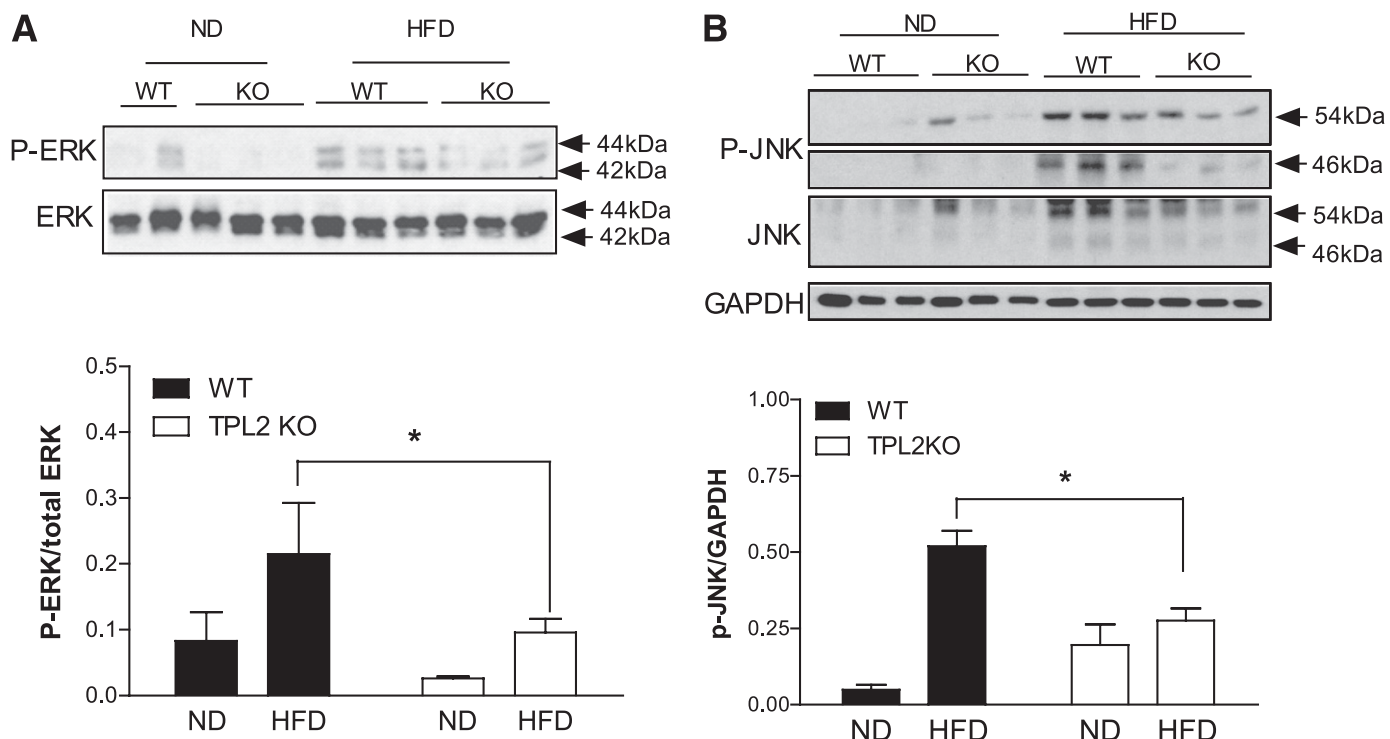 A
ND
HFD
WT
KO
WT
KO
P-ERK
44kDa
42kDa
ERK
44kDa
42kDa
0.5
0.4
0.3
0.2
0.1
0.0
P-ERK/total ERK
WT
TPL2 KO
*
ND
HFD
ND
HFD
B
ND
HFD
WT
KO
WT
KO
P-JNK
54kDa
46kDa
JNK
54kDa
46kDa
GAPDH
1.00
0.75
0.50
0.25
0.00
p-JNK/GAPDH
WT
TPL2KO
*
ND
HFD
ND
HFD